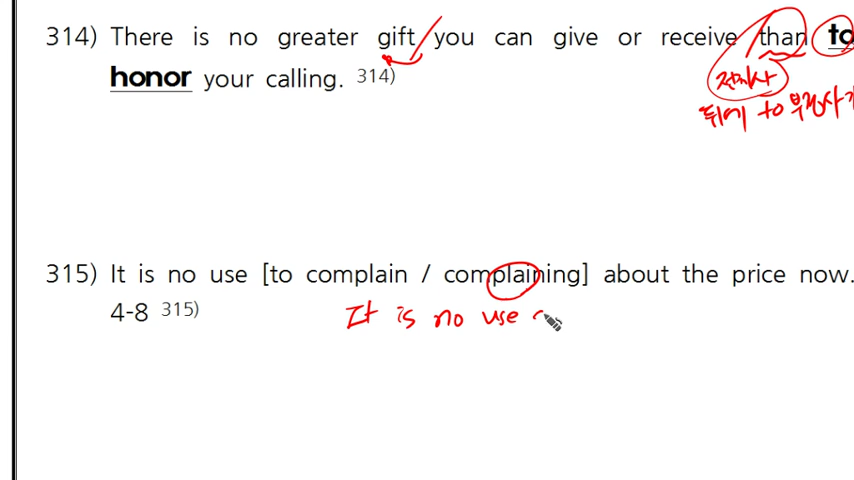 314) There is no greater gift you can give or receive than to
honor your calling. 314)
전치사
뒤에 to 부정사가
315) It is no use [to complain / complaining] about the price now.
4-8 315)
It is no use